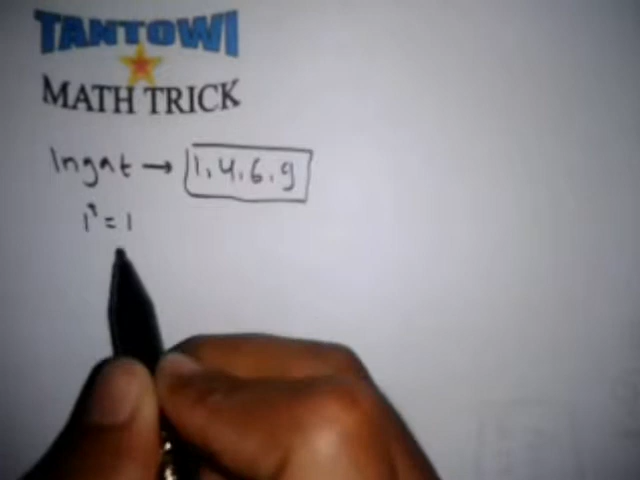 TANTOWI
MATH TRICK
Ingat → 1, 4, 6, 9
1² = 1